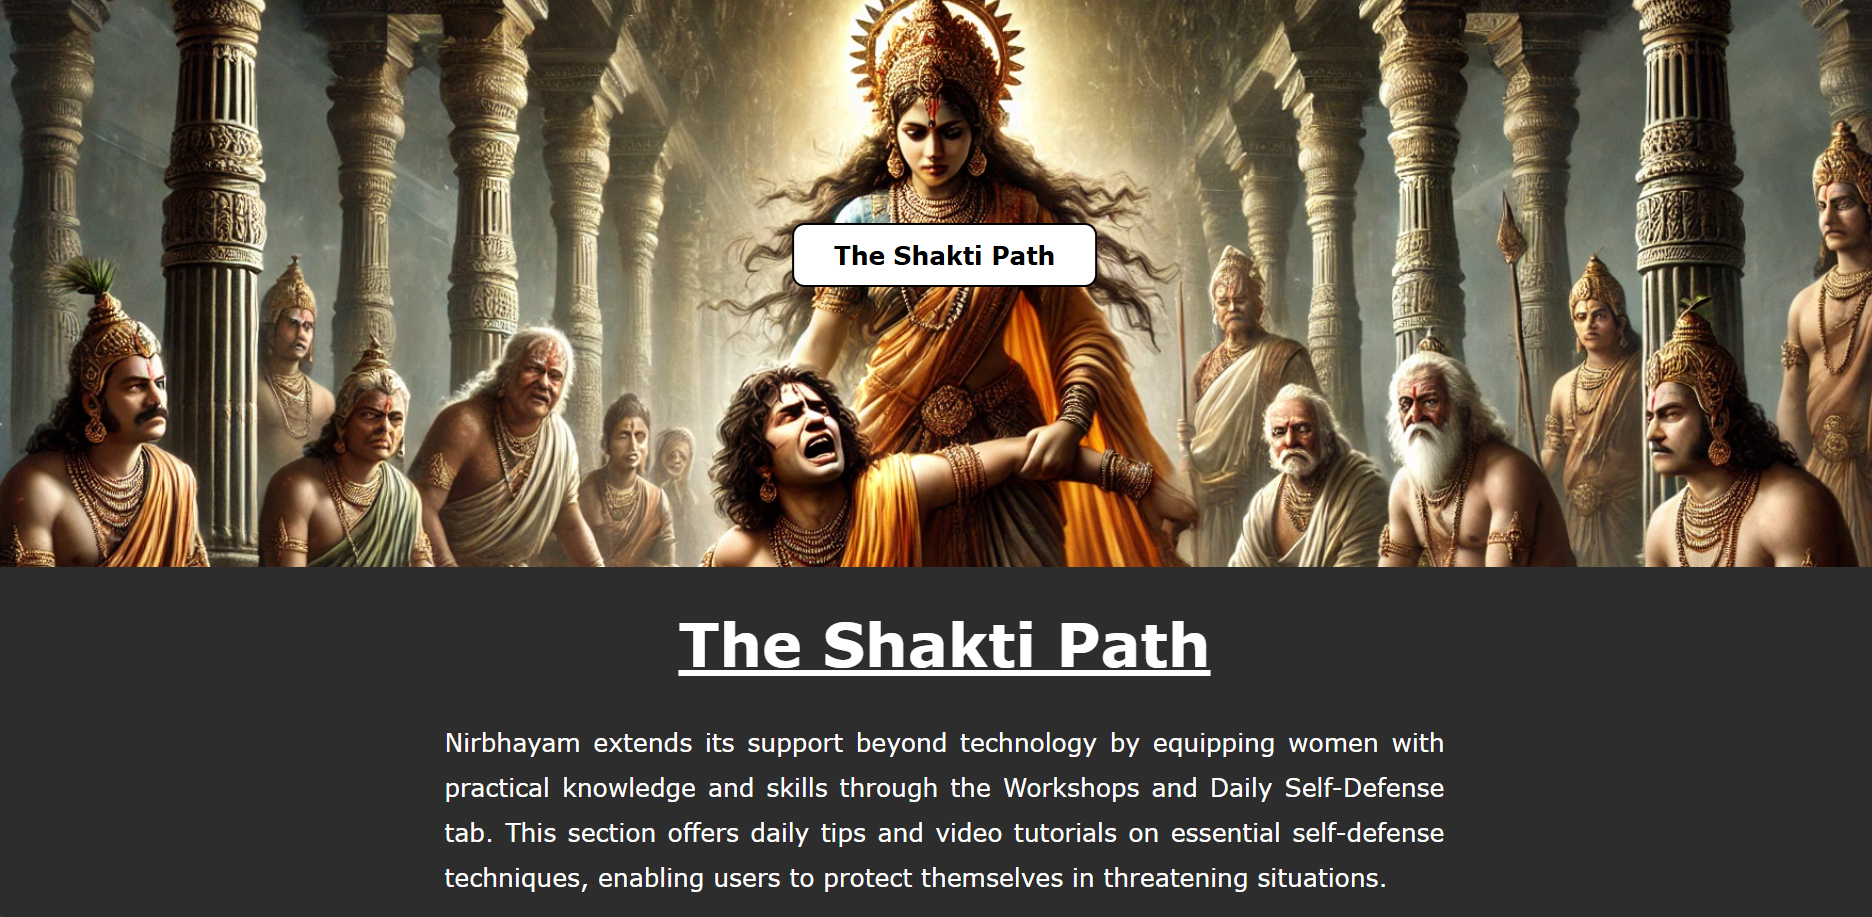 The Shakti Path
The Shakti Path
Nirbhayam extends its support beyond technology by equipping women with
practical knowledge and skills through the Workshops and Daily Self-Defense
tab. This section offers daily tips and video tutorials on essential self-defense
techniques, enabling users to protect themselves in threatening situations.